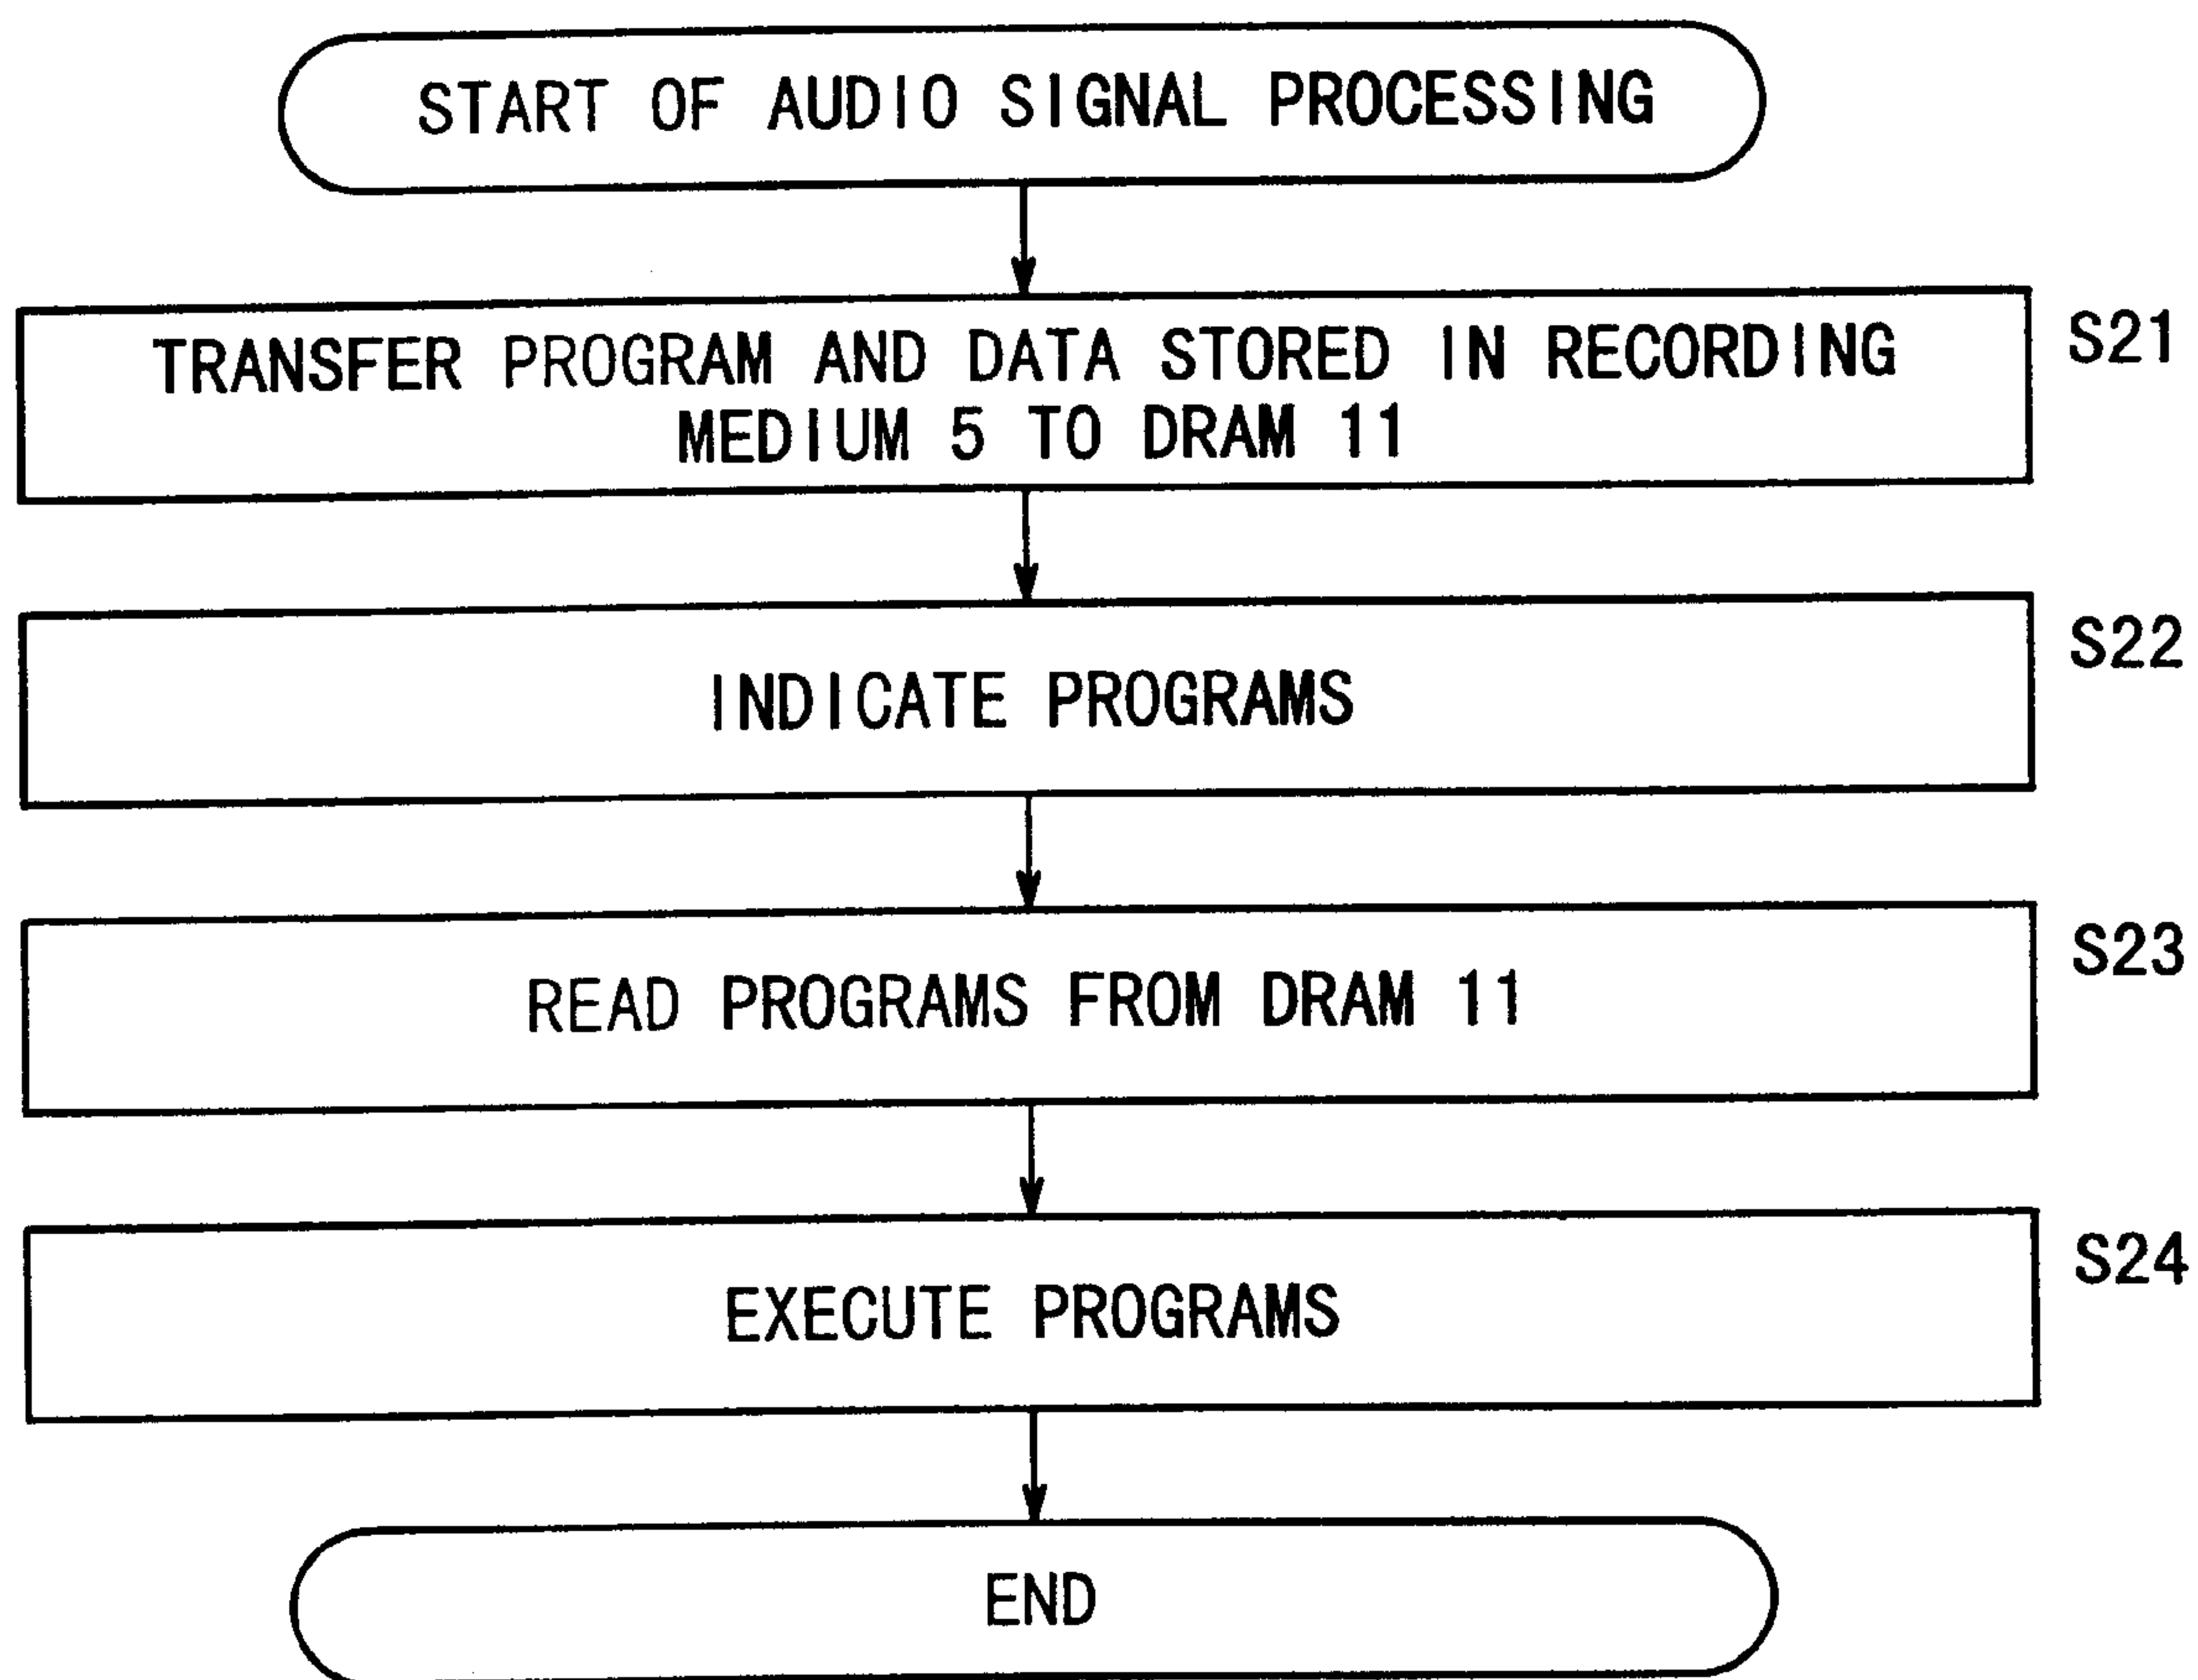 START OF AUDIO SIGNAL PROCESSING
TRANSFER PROGRAM AND DATA STORED IN RECORDING
MEDIUM 5 TO DRAM 11
S21
INDICATE PROGRAMS
S22
READ PROGRAMS FROM DRAM 11
S23
EXECUTE PROGRAMS
S24
END